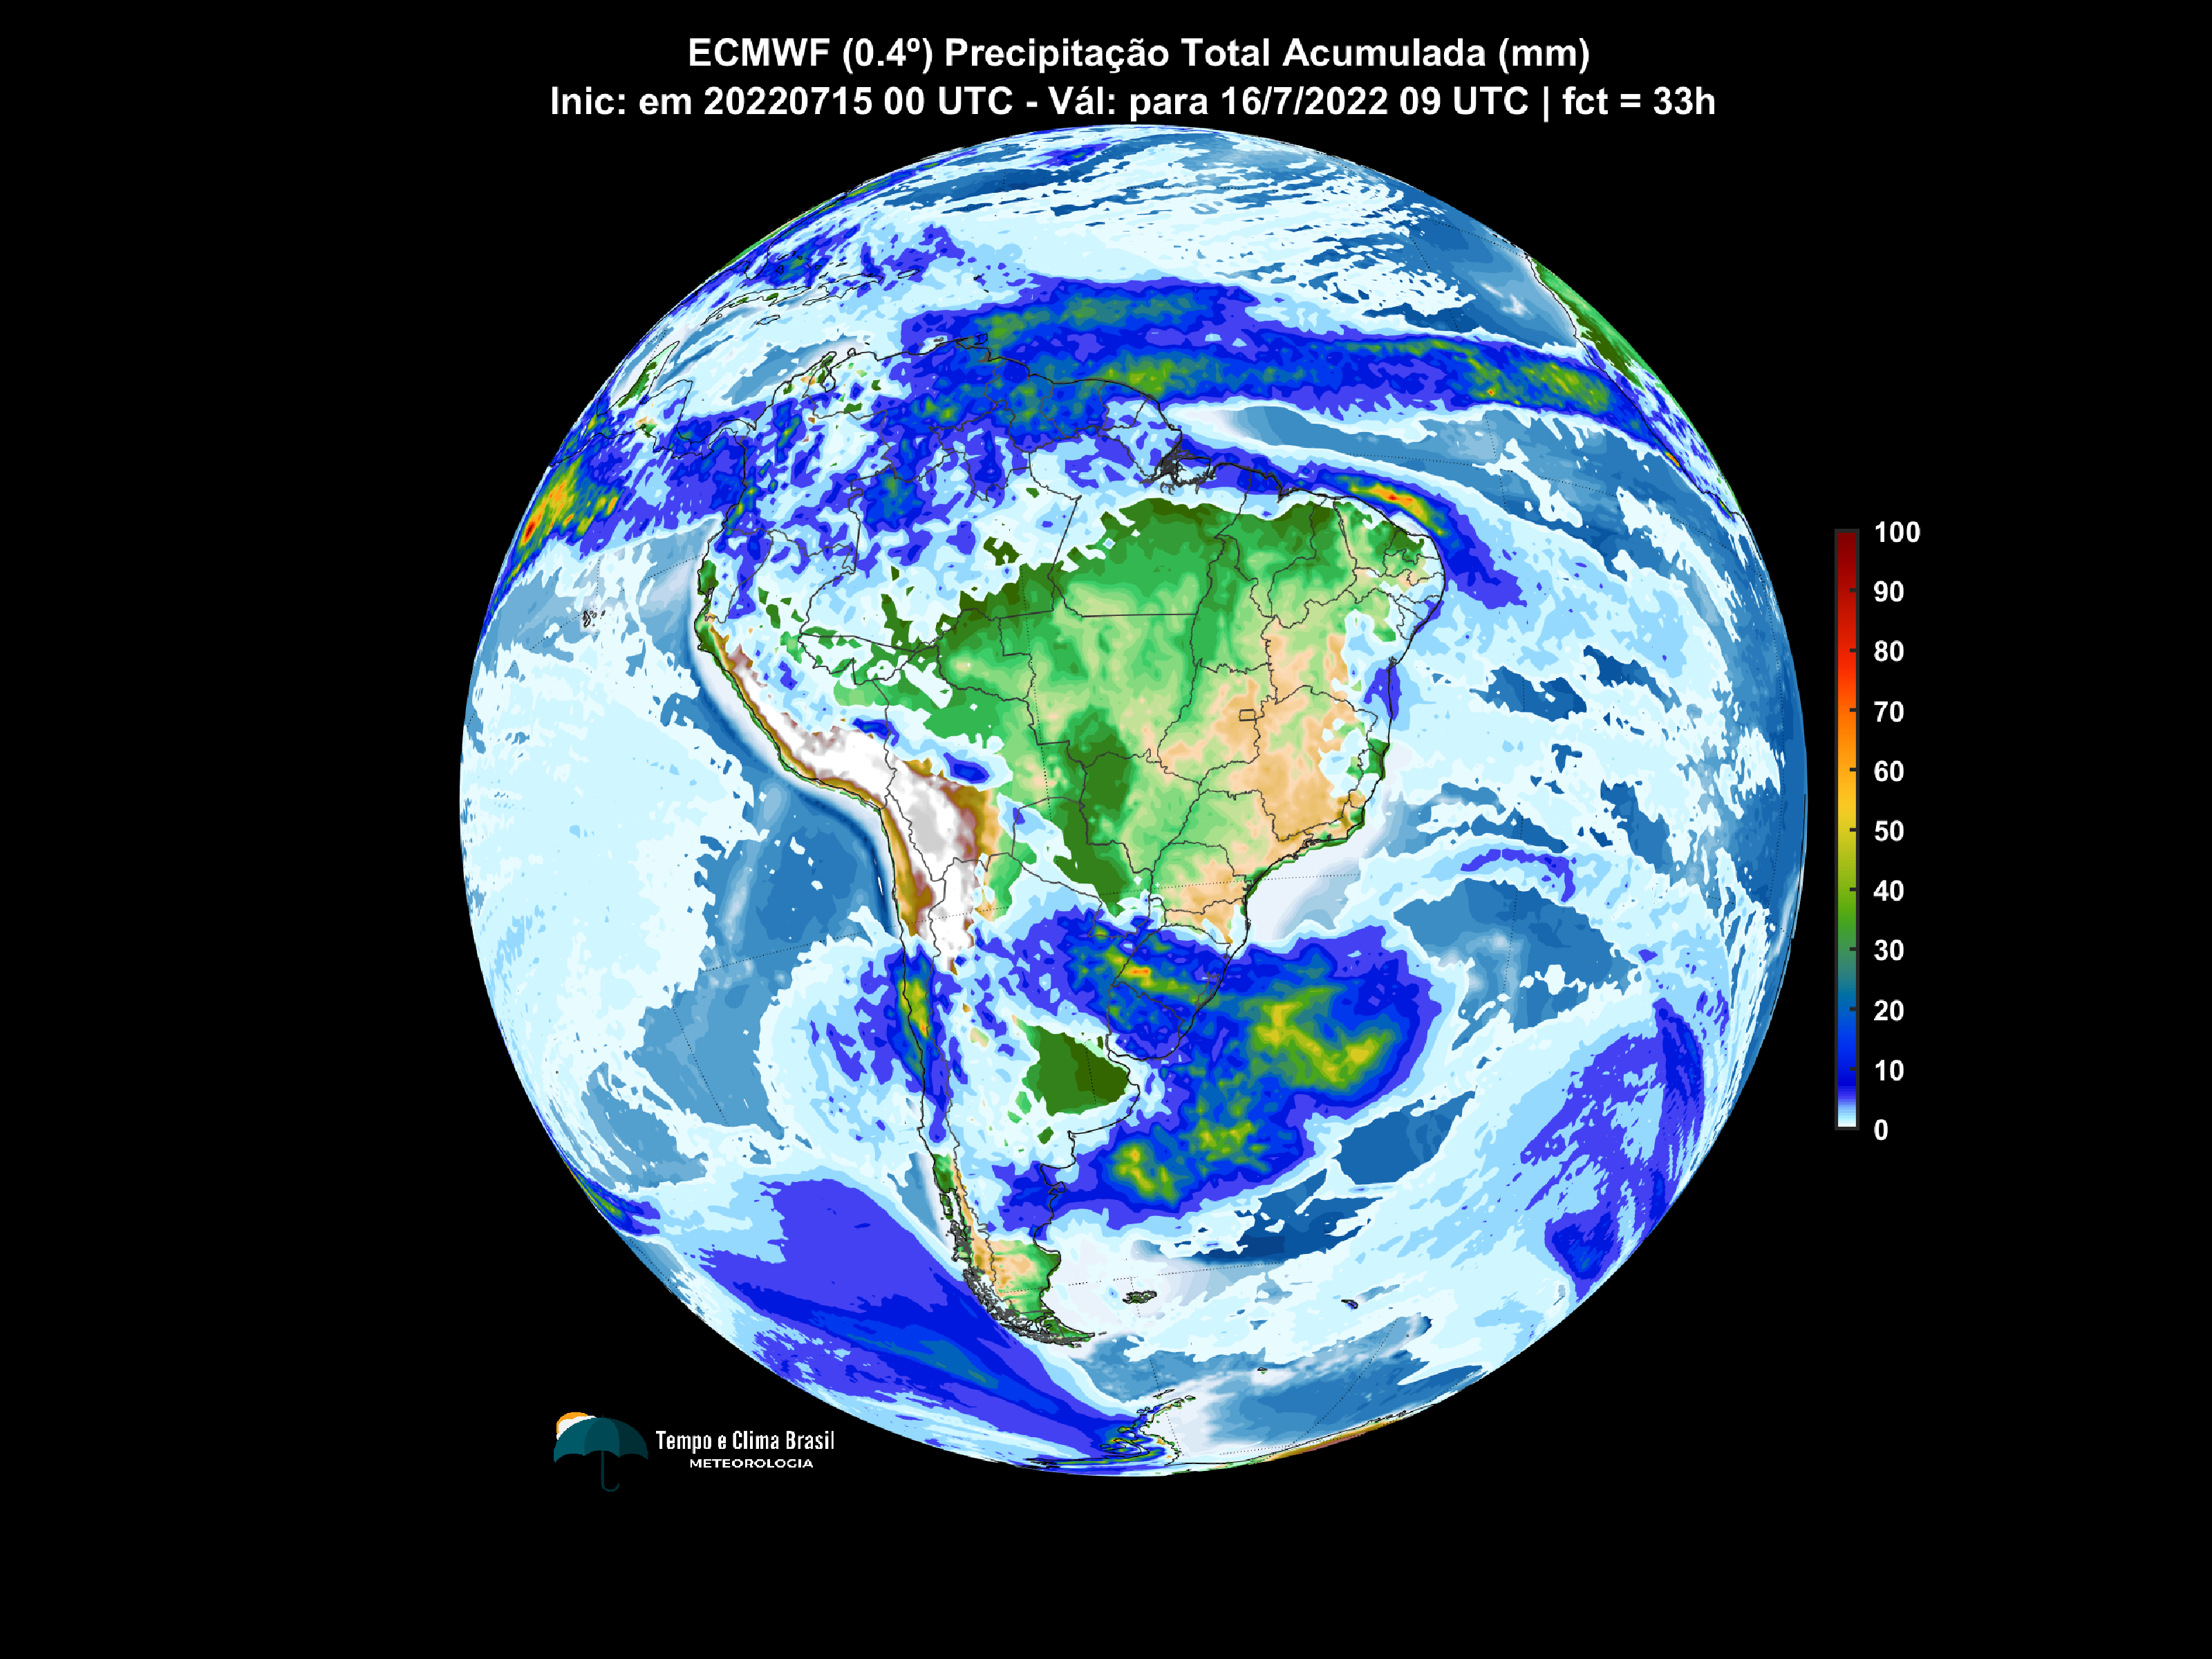 ECMWF (0.4º) Precipitação Total Acumulada (mm)
Inic: em 20220715 00 UTC - Vál: para 16/7/2022 09 UTC | fct = 33h
100
90
80
70
60
50
40
30
20
10
0
Tempo e Clima Brasil
METEOROLOGIA